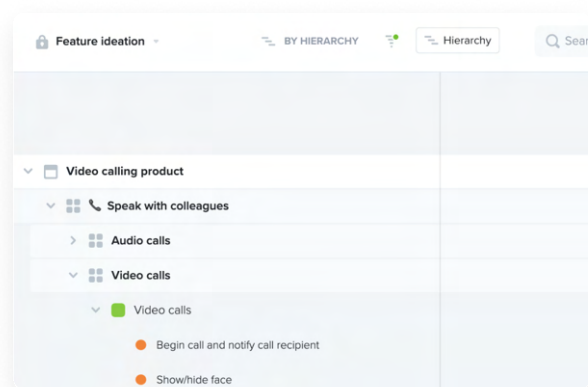 Feature ideation
BY HIERARCHY
Hierarchy
Video calling product
Speak with colleagues
Audio calls
Video calls
Video calls
Begin call and notify call recipient
Show/hide face